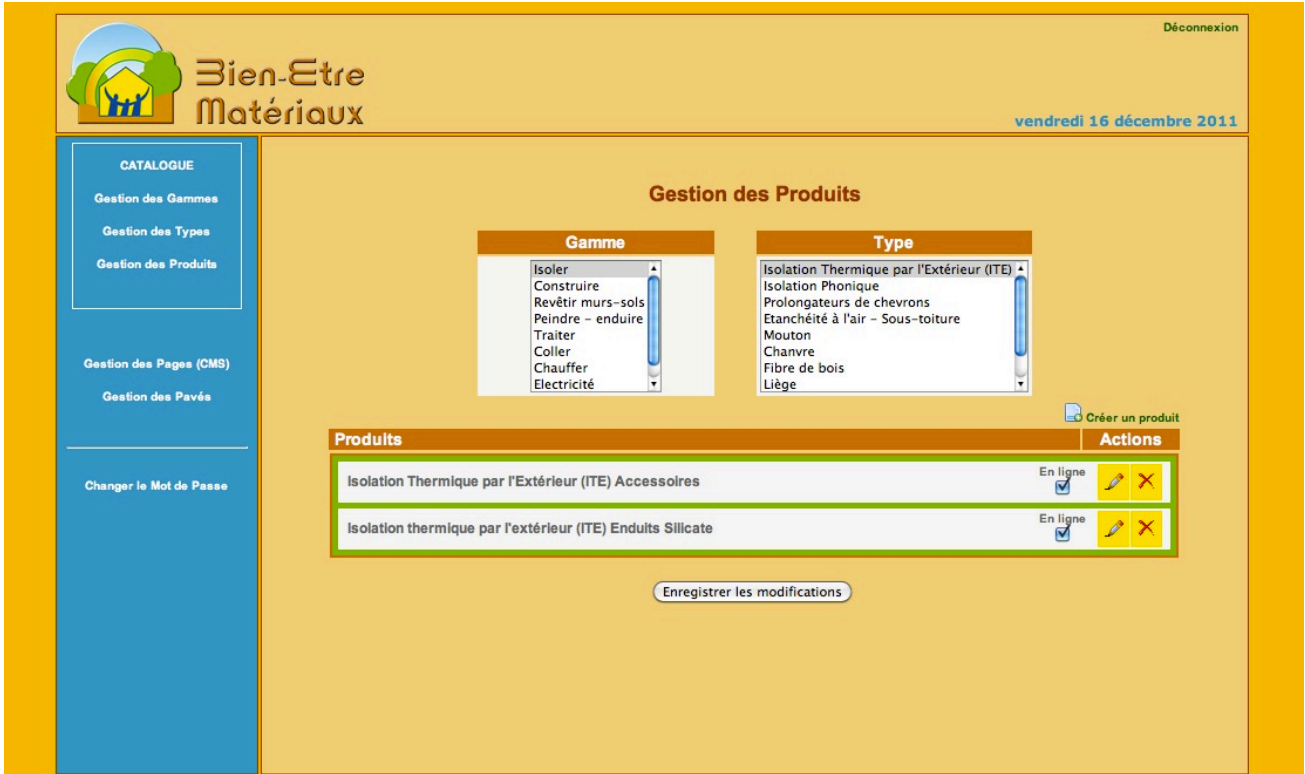 Déconnexion
Bien-Etre
Matériaux
vendredi 16 décembre 2011
CATALOGUE
Gestion des Gammes
Gestion des Types
Gestion des Produits
Gestion des Pages (CMS)
Gestion des Pavés
Changer le Mot de Passe
Gestion des Produits
Gamme
Isoler
Construire
Revêtir murs-sols
Peindre - enduire
Traiter
Coller
Chauffer
Electricité
Type
Isolation Thermique par l'Extérieur (ITE)
Isolation Phonique
Prolongateurs de chevrons
Etanchéité à l'air - Sous-toiture
Mouton
Chanvre
Fibre de bois
Liège
Créer un produit
Produits Actions
Isolation Thermique par l'Extérieur (ITE) Accessoires En ligne
Isolation thermique par l'extérieur (ITE) Enduits Silicate En ligne
Enregistrer les modifications